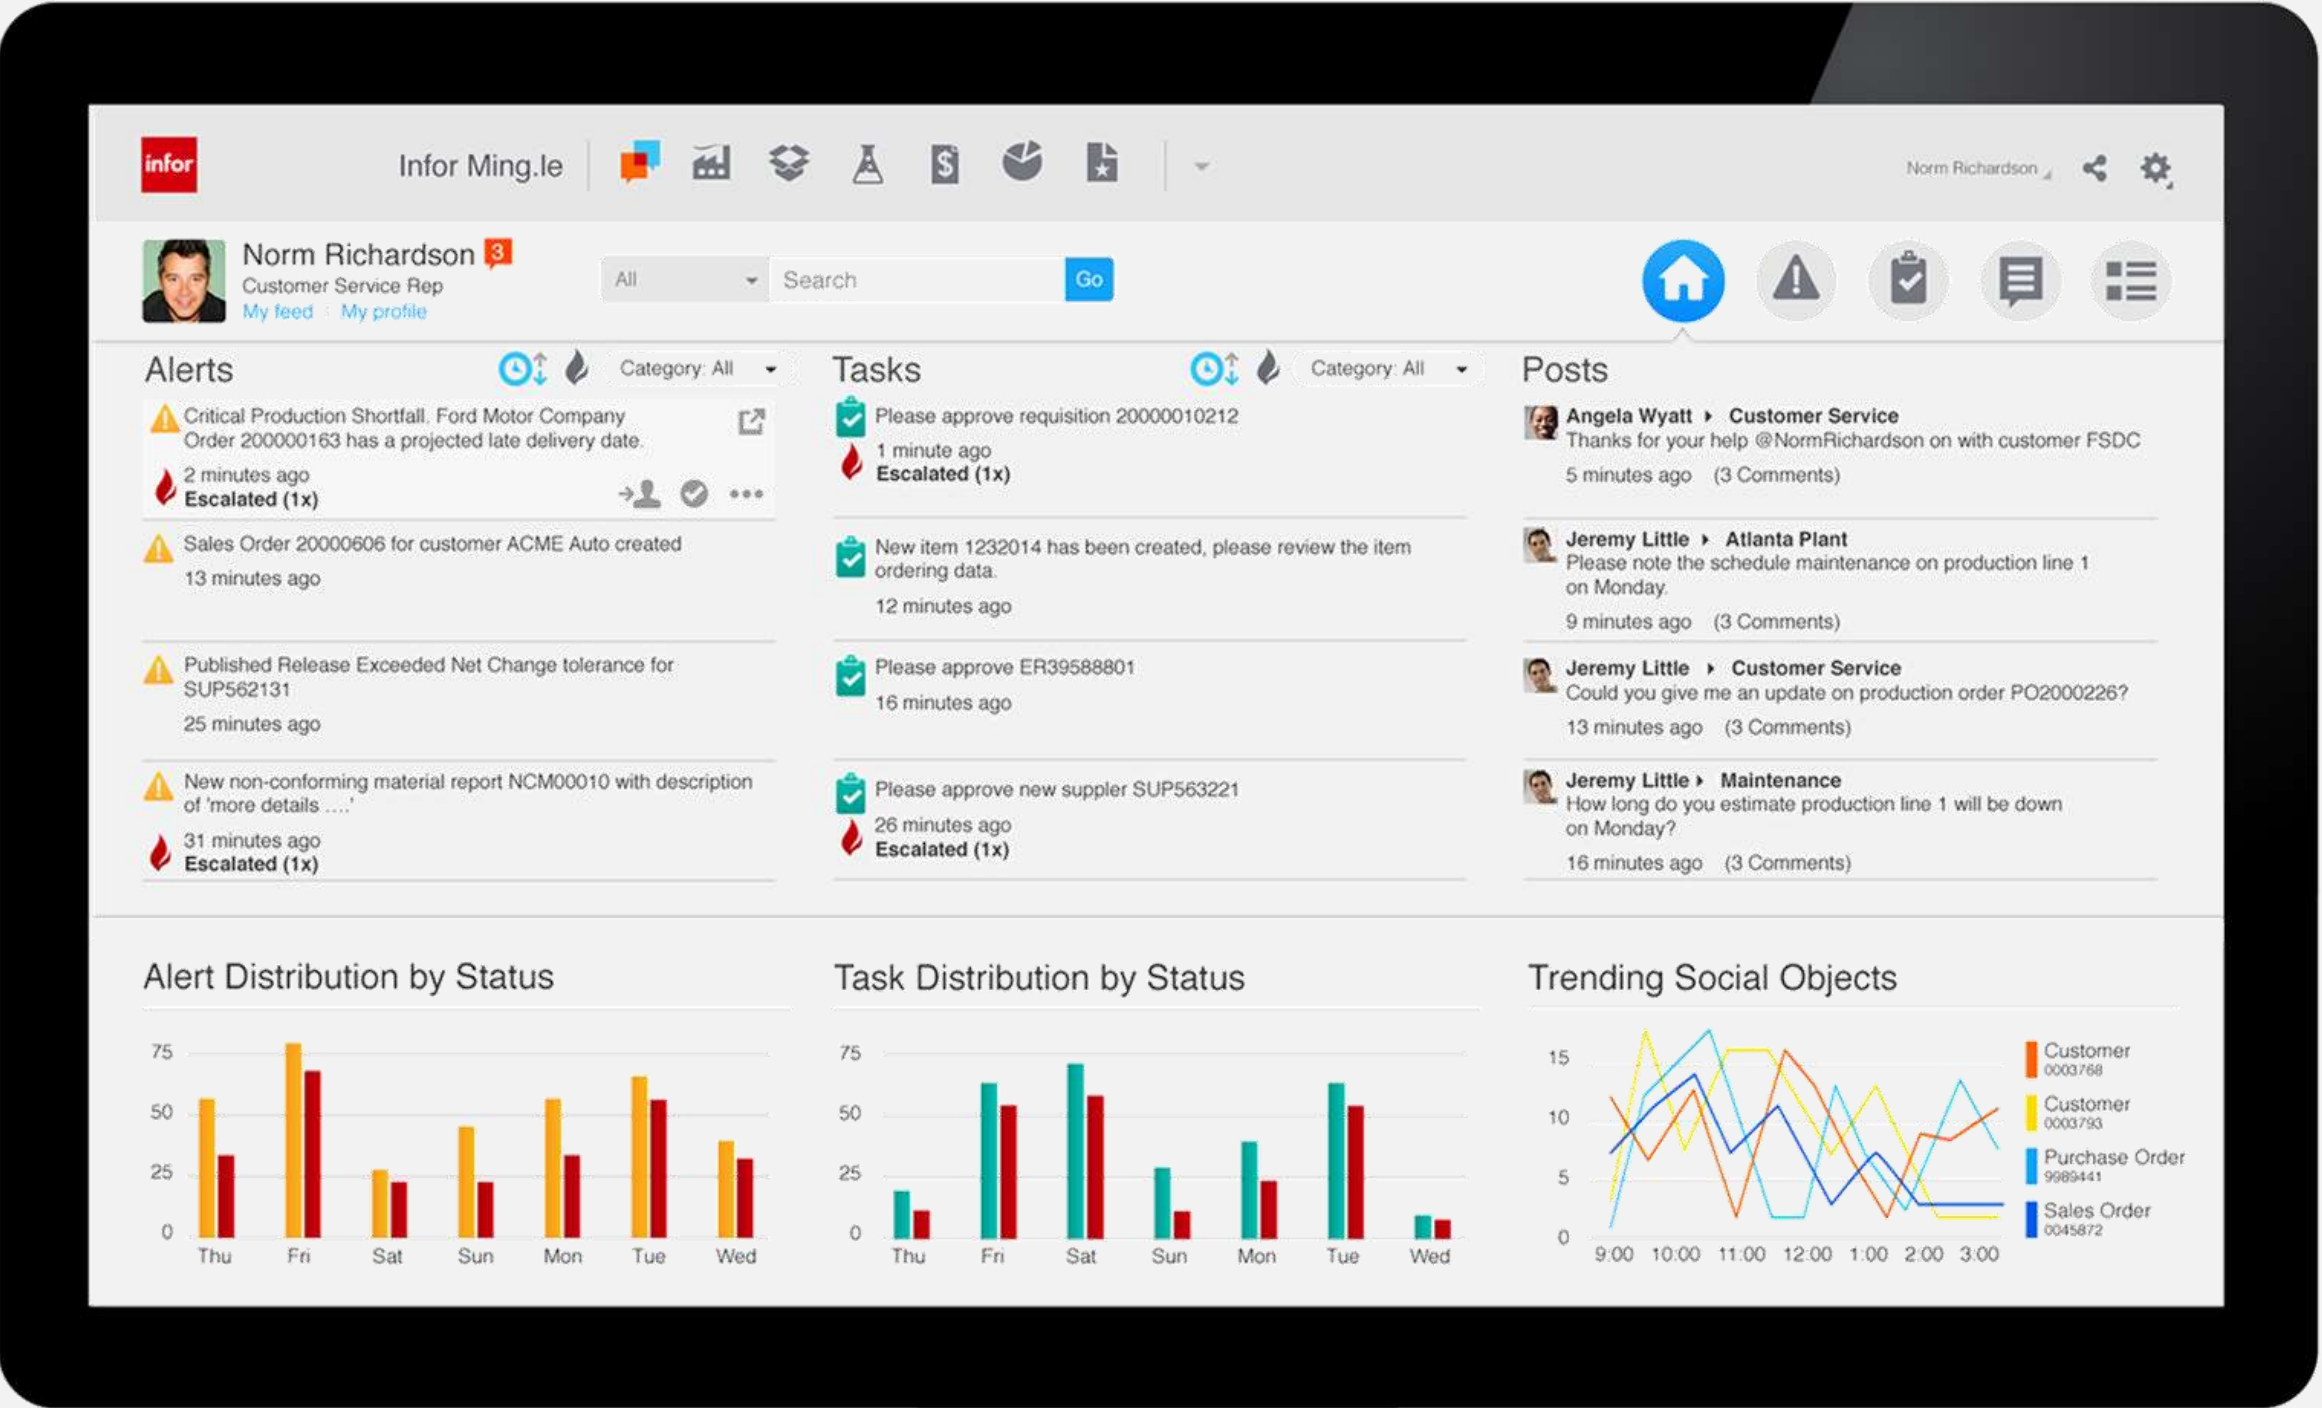 infor
Infor Ming.le
Norm Richardson
Norm Richardson 3
Customer Service Rep
My feed My profile
All
Search
Go
Alerts
Category: All
Critical Production Shortfall. Ford Motor Company
Order 200000163 has a projected late delivery date.
2 minutes ago
Escalated (1x)
Sales Order 20000606 for customer ACME Auto created
13 minutes ago
Published Release Exceeded Net Change tolerance for
SUP562131
25 minutes ago
New non-conforming material report NCM00010 with description
of 'more details ....'
31 minutes ago
Escalated (1x)
Tasks
Category: All
Please approve requisition 20000010212
1 minute ago
Escalated (1x)
New item 1232014 has been created, please review the item
ordering data.
12 minutes ago
Please approve ER39588801
16 minutes ago
Please approve new suppler SUP563221
26 minutes ago
Escalated (1x)
Posts
Angela Wyatt Customer Service
Thanks for your help @NormRichardson on with customer FSDC
5 minutes ago (3 Comments)
Jeremy Little Atlanta Plant
Please note the schedule maintenance on production line 1
on Monday.
9 minutes ago (3 Comments)
Jeremy Little Customer Service
Could you give me an update on production order PO2000226?
13 minutes ago (3 Comments)
Jeremy Little Maintenance
How long do you estimate production line 1 will be down
on Monday?
16 minutes ago (3 Comments)
Alert Distribution by Status
75
50
25
0
Thu Fri Sat Sun Mon Tue Wed
Task Distribution by Status
75
50
25
0
Thu Fri Sat Sun Mon Tue Wed
Trending Social Objects
15
10
5
0
9:00 10:00 11:00 12:00 1:00 2:00 3:00
Customer
0003768
Customer
0003793
Purchase Order
9989441
Sales Order
0045872